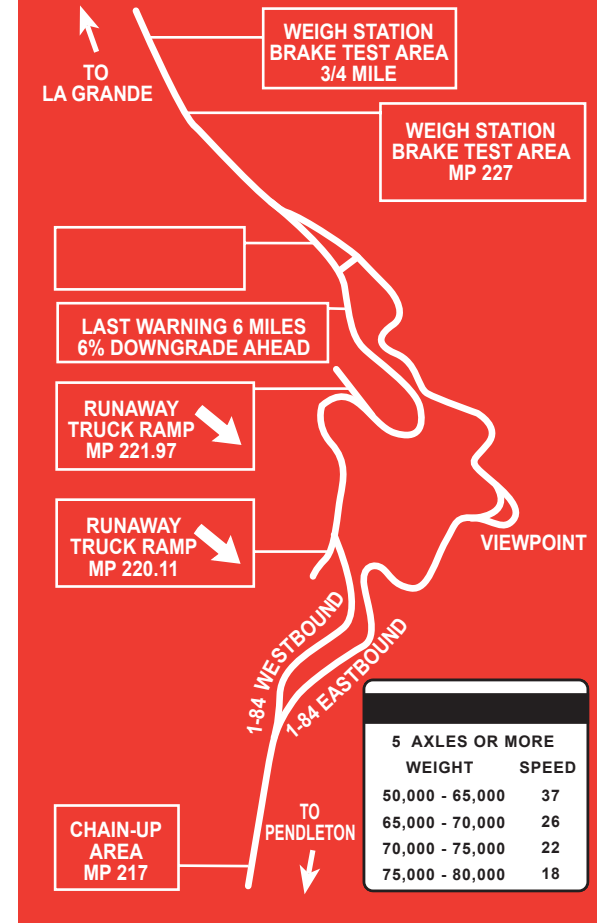 WEIGH STATION
BRAKE TEST AREA
3/4 MILE
TO
LA GRANDE
WEIGH STATION
BRAKE TEST AREA
MP 227
LAST WARNING 6 MILES
6% DOWNGRADE AHEAD
RUNAWAY
TRUCK RAMP
MP 221.97
RUNAWAY
TRUCK RAMP
MP 220.11
VIEWPOINT
1-84 WESTBOUND
1-84 EASTBOUND
5 AXLES OR MORE
WEIGHT SPEED
50,000 - 65,000 37
65,000 - 70,000 26
70,000 - 75,000 22
75,000 - 80,000 18
TO
PENDLETON
CHAIN-UP
AREA
MP 217